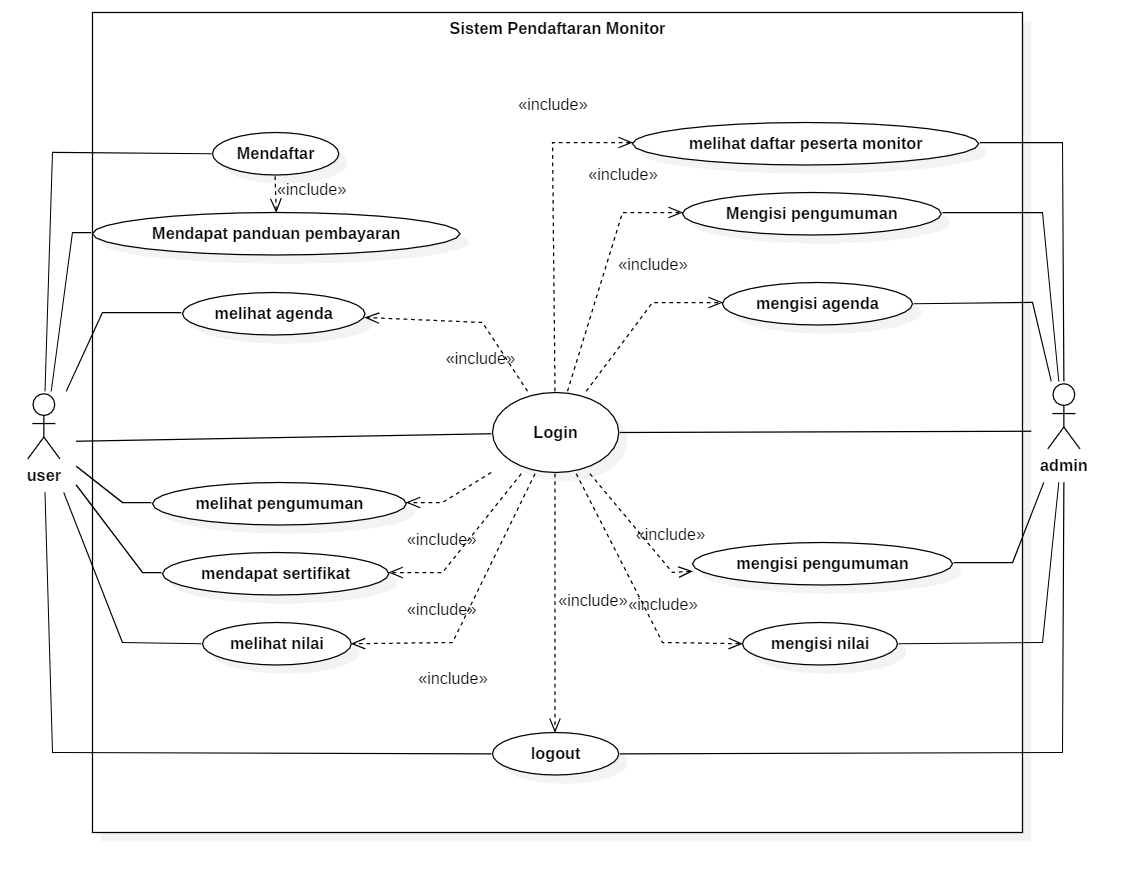 Sistem Pendaftaran Monitor
«include»
melihat daftar peserta monitor
Mendaftar
«include»
«include»
Mengisi pengumuman
Mendapat panduan pembayaran
«include»
mengisi agenda
melihat agenda
«include»
Login
user
admin
melihat pengumuman
«include»
«include»
mengisi pengumuman
mendapat sertifikat
«include»
«include»
«include»
melihat nilai
mengisi nilai
«include»
logout